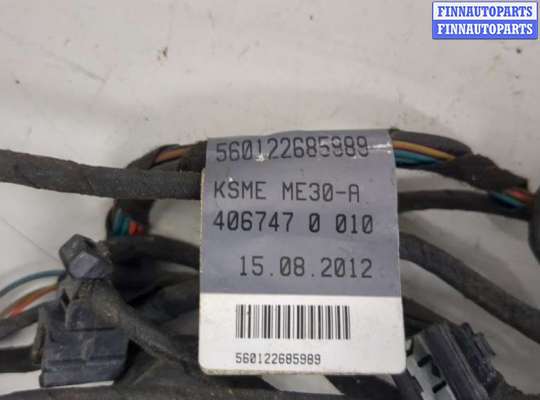 FINNAUTOPARTS
FINNAUTOPARTS
560122685989
KSME ME30-A
406747 0 010
15.08.2012
560122685989